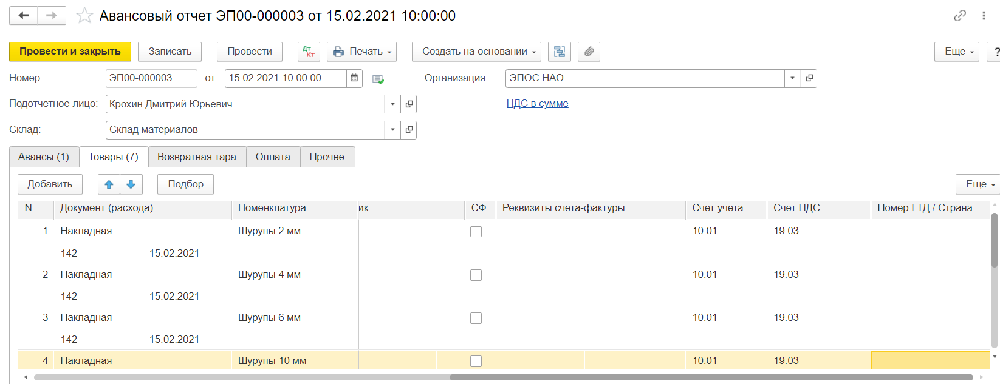 Авансовый отчет ЭП00-000003 от 15.02.2021 10:00:00
Провести и закрыть Записать Провести Дт Кт Печать Создать на основании Еще ?
Номер: ЭП00-000003 от: 15.02.2021 10:00:00 Организация: ЭПОС НАО
Подотчетное лицо: Крохин Дмитрий Юрьевич НДС в сумме
Склад: Склад материалов
Авансы (1) Товары (7) Возвратная тара Оплата Прочее
Добавить Подбор Еще
N Документ (расхода) Номенклатура ик СФ Реквизиты счета-фактуры Счет учета Счет НДС Номер ГТД / Страна
1 Накладная Шурупы 2 мм 10.01 19.03
142 15.02.2021
2 Накладная Шурупы 4 мм 10.01 19.03
142 15.02.2021
3 Накладная Шурупы 6 мм 10.01 19.03
142 15.02.2021
4 Накладная Шурупы 10 мм 10.01 19.03